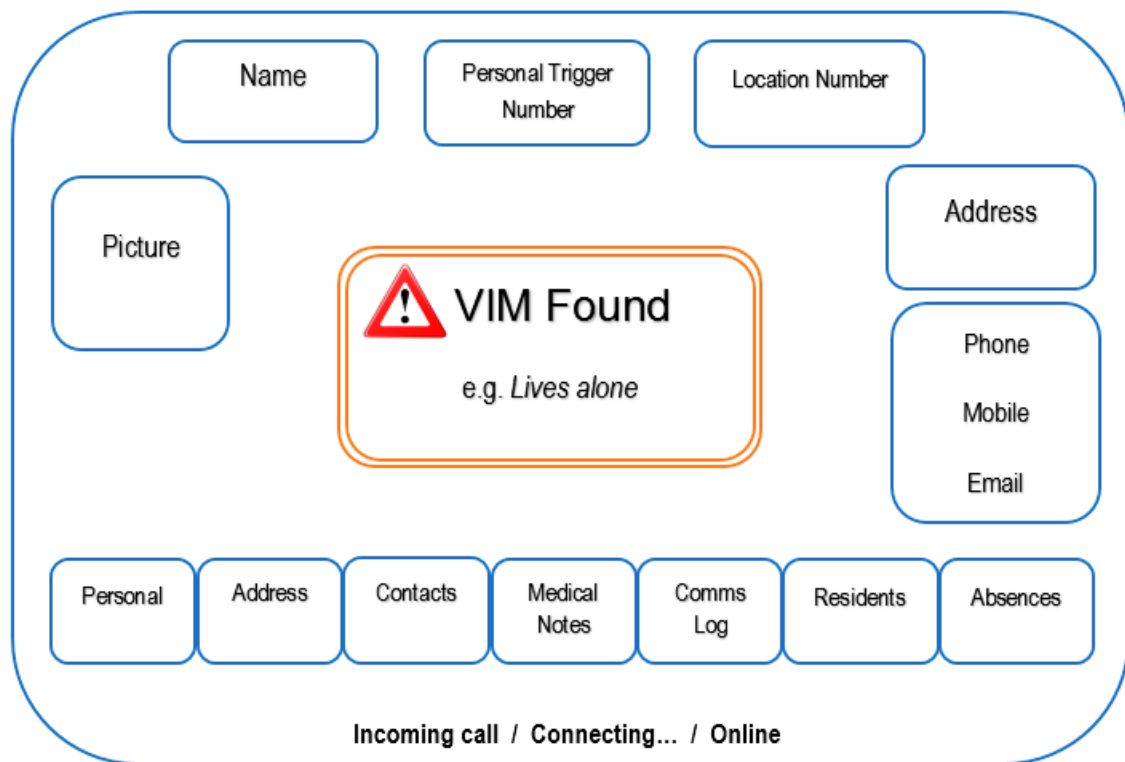 Name
Personal Trigger
Number
Location Number
Picture
Address
! VIM Found
e.g. Lives alone
Phone
Mobile
Email
Personal
Address
Contacts
Medical
Notes
Comms
Log
Residents
Absences
Incoming call / Connecting... / Online